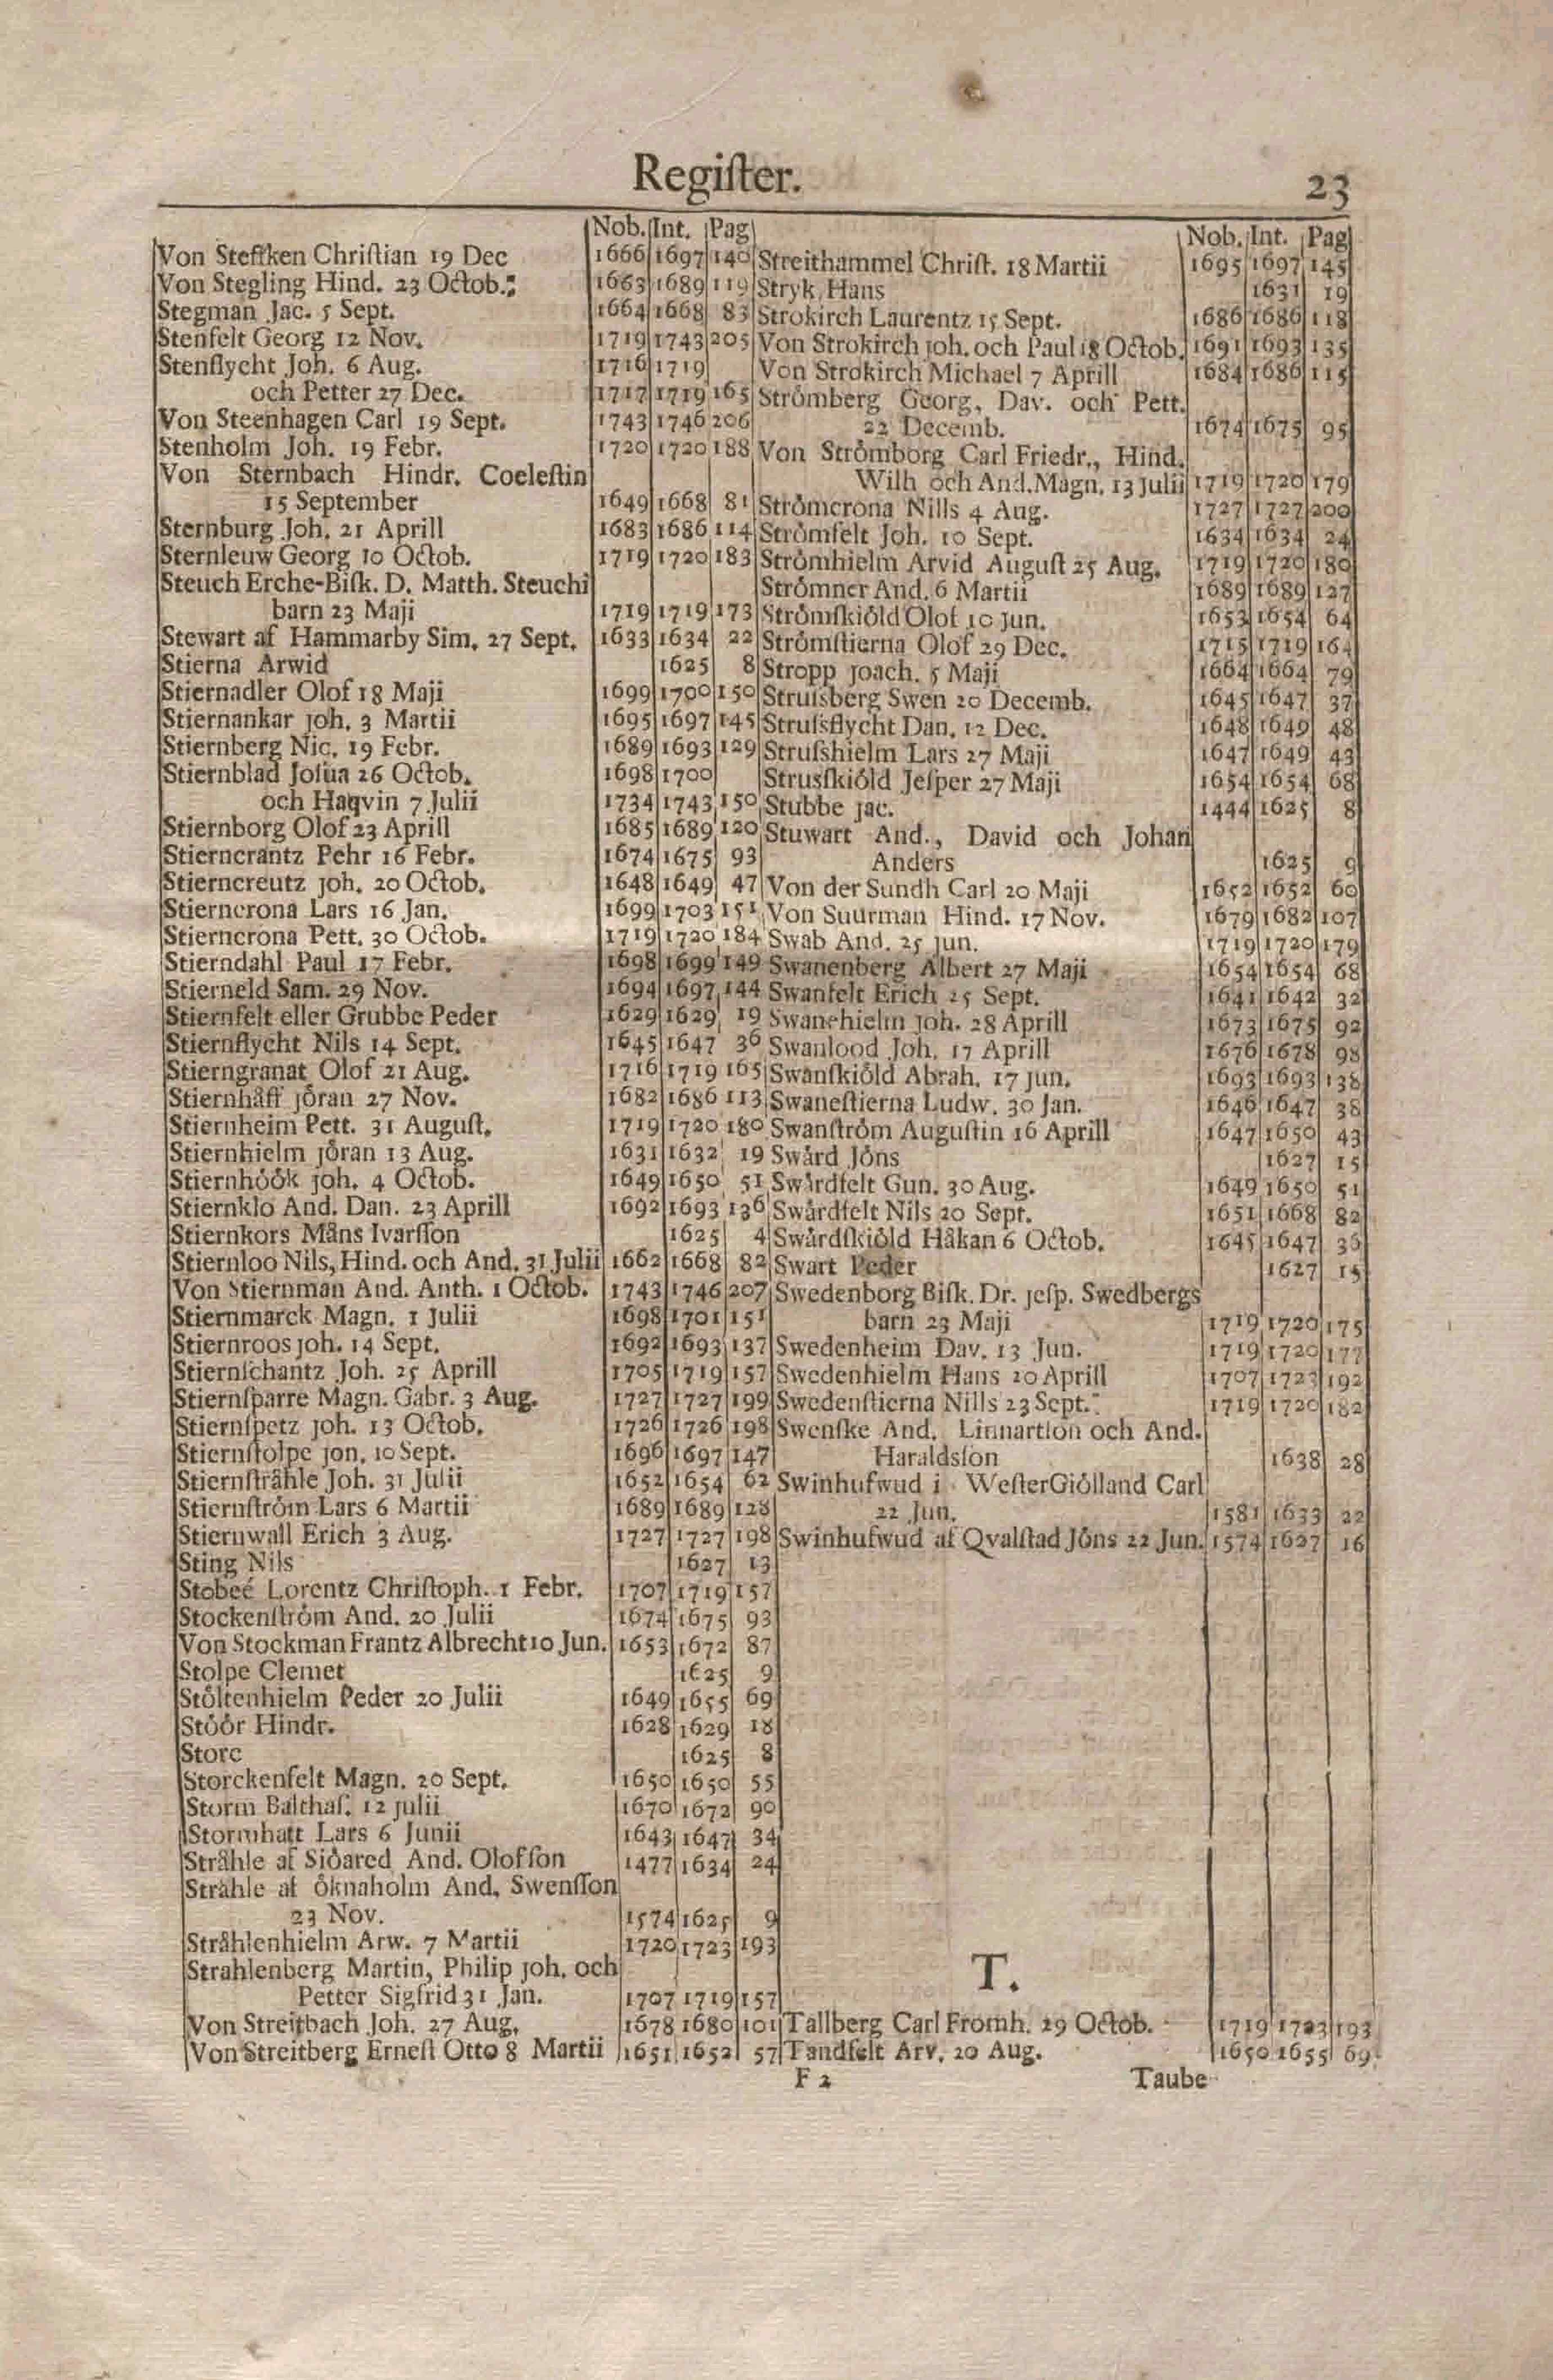 Regiſter.
23
Nob. Int. Pag
Von Steffken Chriſtian 19 Dec 1666 1697 140
Von Stegling Hind. 23 Octob. 1663 1689 119
Stegman Jac. 5 Sept. 1664 1668 83
Stenfelt Georg 12 Nov. 1719 1743 205
Stenflycht Joh. 6 Aug. 1716 1719
och Petter 27 Dec. 1717 1719 165
Von Steenhagen Carl 19 Sept. 1743 1746 206
Stenholm Joh. 19 Febr. 1720 1720 188
Von Sternbach Hindr. Coeleſtin
15 September 1649 1668 81
Sternburg Joh. 21 Aprill 1683 1686 114
Sternleuw Georg 10 Octob. 1719 1720 183
Steuch Erche-Biſk. D. Matth. Steuchi
barn 23 Maji 1719 1719 173
Stewart af Hammarby Sim. 27 Sept. 1633 1634 22
Stierna Arwid 1625 8
Stiernadler Olof 18 Maji 1699 1700 150
Stiernankar Joh. 3 Martii 1695 1697 145
Stiernberg Nic. 19 Febr. 1689 1693 129
Stiernblad Joſua 26 Octob. 1698 1700
och Haqvin 7 Julii 1734 1743 150
Stiernborg Olof 23 Aprill 1685 1689 120
Stierncrantz Pehr 16 Febr. 1674 1675 93
Stierncreutz Joh. 20 Octob. 1648 1649 47
Stierncrona Lars 16 Jan. 1699 1703 151
Stierncrona Pett. 30 Octob. 1719 1720 184
Stierndahl Paul 17 Febr. 1698 1699 149
Stierneld Sam. 29 Nov. 1694 1697 144
Stiernfelt eller Grubbe Peder 1629 1629 19
Stiernflycht Nils 14 Sept. 1645 1647 36
Stierngranat Olof 21 Aug. 1716 1719 165
Stiernhåff Jöran 27 Nov. 1682 1686 113
Stiernheim Pett. 31 Auguſt. 1719 1720 180
Stiernhielm Jöran 13 Aug. 1631 1632 19
Stiernhöök Joh. 4 Octob. 1649 1650 51
Stiernklo And. Dan. 23 Aprill 1692 1693 136
Stiernkors Måns Ivarſſon 1625 4
Stiernloo Nils, Hind. och And. 31 Julii 1662 1668 82
Von Stiernman And. Anth. 1 Octob. 1743 1746 207
Stiernmarck Magn. 1 Julii 1698 1701 151
Stiernroos Joh. 14 Sept. 1692 1693 137
Stiernſchantz Joh. 25 Aprill 1705 1719 157
Stiernſparre Magn. Gabr. 3 Aug. 1727 1727 199
Stiernſpetz Joh. 13 Octob. 1726 1726 198
Stiernſtolpe Jon. 10 Sept. 1696 1697 147
Stiernſtråhle Joh. 31 Julii 1652 1654 62
Stiernſtröm Lars 6 Martii 1689 1689 128
Stiernwall Erich 3 Aug. 1727 1727 198
Sting Nils 1627 13
Stobeé Lorentz Chriſtoph. 1 Febr. 1707 1719 157
Stockenſtröm And. 20 Julii 1674 1675 93
Von Stockman Frantz Albrecht 10 Jun. 1653 1672 87
Stolpe Clemet 1625 9
Stöltenhielm Peder 20 Julii 1649 1655 69
Stöör Hindr. 1628 1629 18
Store 1625 8
Storckenfelt Magn. 20 Sept. 1650 1650 55
Storm Balthaſ. 12 Julii 1670 1672 90
Stormhatt Lars 6 Junii 1643 1647 34
Stråhle af Siöared And. Olofſon 1477 1634 24
Stråhle af öknaholm And. Swenſſon
23 Nov. 1574 1625 9
Stråhlenhielm Arw. 7 Martii 1720 1723 193
Strahlenberg Martin, Philip Joh. och
Petter Sigfrid 31 Jan. 1707 1719 157
Von Streitbach Joh. 27 Aug. 1678 1680 101
Von Streitberg Erneſt Otto 8 Martii 1651 1652 57
Nob. Int. Pag
Streithammel Chriſt. 18 Martii 1695 1697 145
Stryk Hans 1631 19
Strokirch Laurentz 15 Sept. 1686 1686 118
Von Strokirch Joh. och Paul 18 Octob. 1691 1693 135
Von Strokirch Michael 7 Aprill 1684 1686 115
Strömberg Georg, Dav. och Pett.
22 Decemb. 1674 1675 95
Von Strömborg Carl Friedr., Hind.
Wilh och And. Magn. 13 Julii 1719 1720 179
Strömcrona Nills 4 Aug. 1727 1727 200
Strömfelt Joh. 10 Sept. 1634 1634 24
Strömhielm Arvid Auguſt 25 Aug. 1719 1720 180
Strömner And. 6 Martii 1689 1689 127
Strömſkiöld Olof 10 Jun. 1653 1654 64
Strömſtierna Olof 29 Dec. 1715 1719 164
Stropp Joach. 5 Maji 1664 1664 79
Struſsberg Swen 20 Decemb. 1645 1647 37
Struſsflycht Dan. 12 Dec. 1648 1649 48
Struſshielm Lars 27 Maji 1647 1649 43
Strusſkiöld Jeſper 27 Maji 1654 1654 68
Stubbe Jac. 1444 1625 8
Stuwart And., David och Johan
Anders 1625 9
Von der Sundh Carl 20 Maji 1652 1652 60
Von Suurman Hind. 17 Nov. 1679 1682 107
Swab And. 25 Jun. 1719 1720 179
Swanenberg Albert 27 Maji 1654 1654 68
Swanfelt Erich 25 Sept. 1641 1642 32
Swanehielm Joh. 28 Aprill 1673 1675 92
Swanlood Joh. 17 Aprill 1676 1678 98
Swanſkiöld Abrah. 17 Jun. 1693 1693 138
Swaneſtierna Ludw. 30 Jan. 1646 1647 38
Swanſtröm Auguſtin 16 Aprill 1647 1650 43
Swård Jöns 1627 15
Swårdfelt Gun. 30 Aug. 1649 1650 51
Swårdfelt Nils 20 Sept. 1651 1668 82
Swårdſkiöld Håkan 6 Octob. 1645 1647 36
Swart Peder 1627 15
Swedenborg Biſk. Dr. Jeſp. Swedbergs
barn 23 Maji 1719 1720 175
Swedenheim Dav. 13 Jun. 1719 1720 177
Swedenhielm Hans 20 Aprill 1707 1723 192
Swedenſtierna Nills 23 Sept. 1719 1720 182
Swenſke And. Linnartſon och And.
Haraldsſon 1638 28
Swinhufwud i WeſterGiölland Carl
22 Jun. 1581 1633 22
Swinhufwud af Qvalſtad Jöns 22 Jun. 1574 1627 16
T.
Tallberg Carl Fromh. 29 Octob. 1719 1723 193
Tandfelt Arv. 20 Aug. 1650 1655 69
F 2
Taube